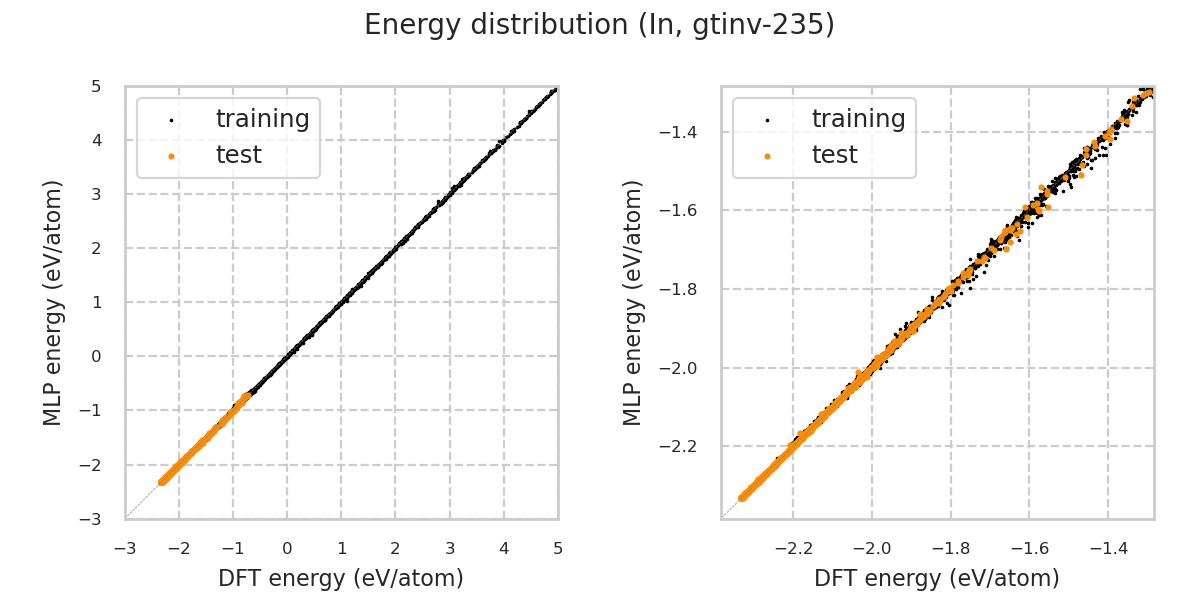 Energy distribution (In, gtinv-235)
training
test
MLP energy (eV/atom)
5
4
3
2
1
0
−1
−2
−3
−3 −2 −1 0 1 2 3 4 5
DFT energy (eV/atom)
training
test
MLP energy (eV/atom)
−1.4
−1.6
−1.8
−2.0
−2.2
−2.2 −2.0 −1.8 −1.6 −1.4
DFT energy (eV/atom)